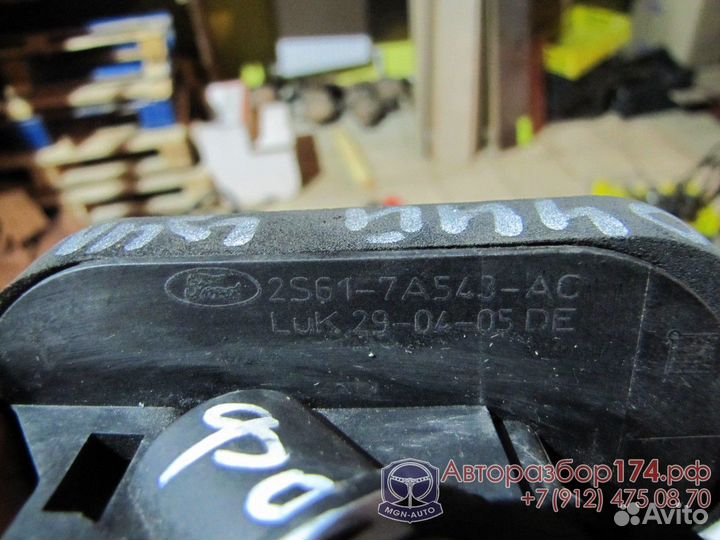 Ford 2S61-7A543-AC
LuK 29-04-05 DE
фо
Авторазбор174.рф
+7 (912) 475 08 70
MGN-AUTO
Avito